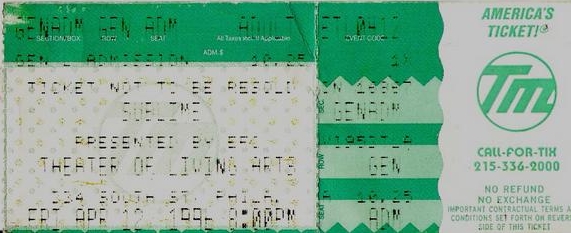 GENADM GEN ADM ADULT ET0412
SECTION/BOX ROW SEAT All Taxes Incl. If Applicable EVENT CODE
ADM.$
GEN L ADMISSION 10.25
TICKET NOT TO BE RESOLD
SUBLIME
GENADM
PRESENTED BY EFC
THEATER OF LIVING ARTS
GEN
334 SOUTH ST. PHILA.
10.25
FRI APR 12 1996 8:00PM
ADM
AMERICA'S
TICKET!
TM
CALL-FOR-TIX
215-336-2000
NO REFUND
NO EXCHANGE
IMPORTANT CONTRACTUAL TERMS
CONDITIONS SET FORTH ON
SIDE OF THIS TICKET